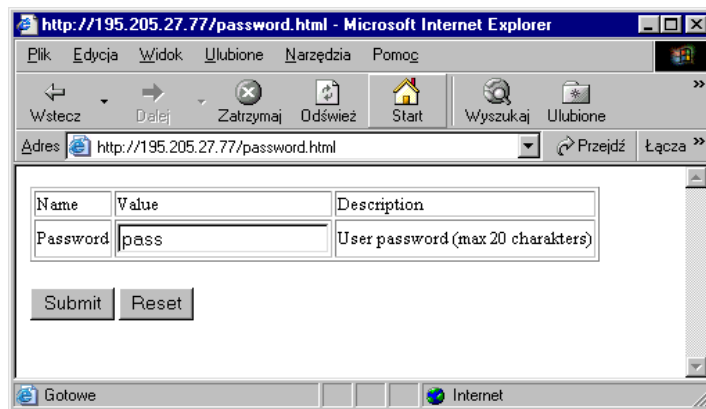 http://195.205.27.77/password.html - Microsoft Internet Explorer
Plik Edycja Widok Ulubione Narzędzia Pomoc
Wstecz Dalej Zatrzymaj Odśwież Start Wyszukaj Ulubione »
Adres http://195.205.27.77/password.html Przejdź Łącza »
Name Value Description
Password pass User password (max 20 charakters)
Submit Reset
Gotowe Internet